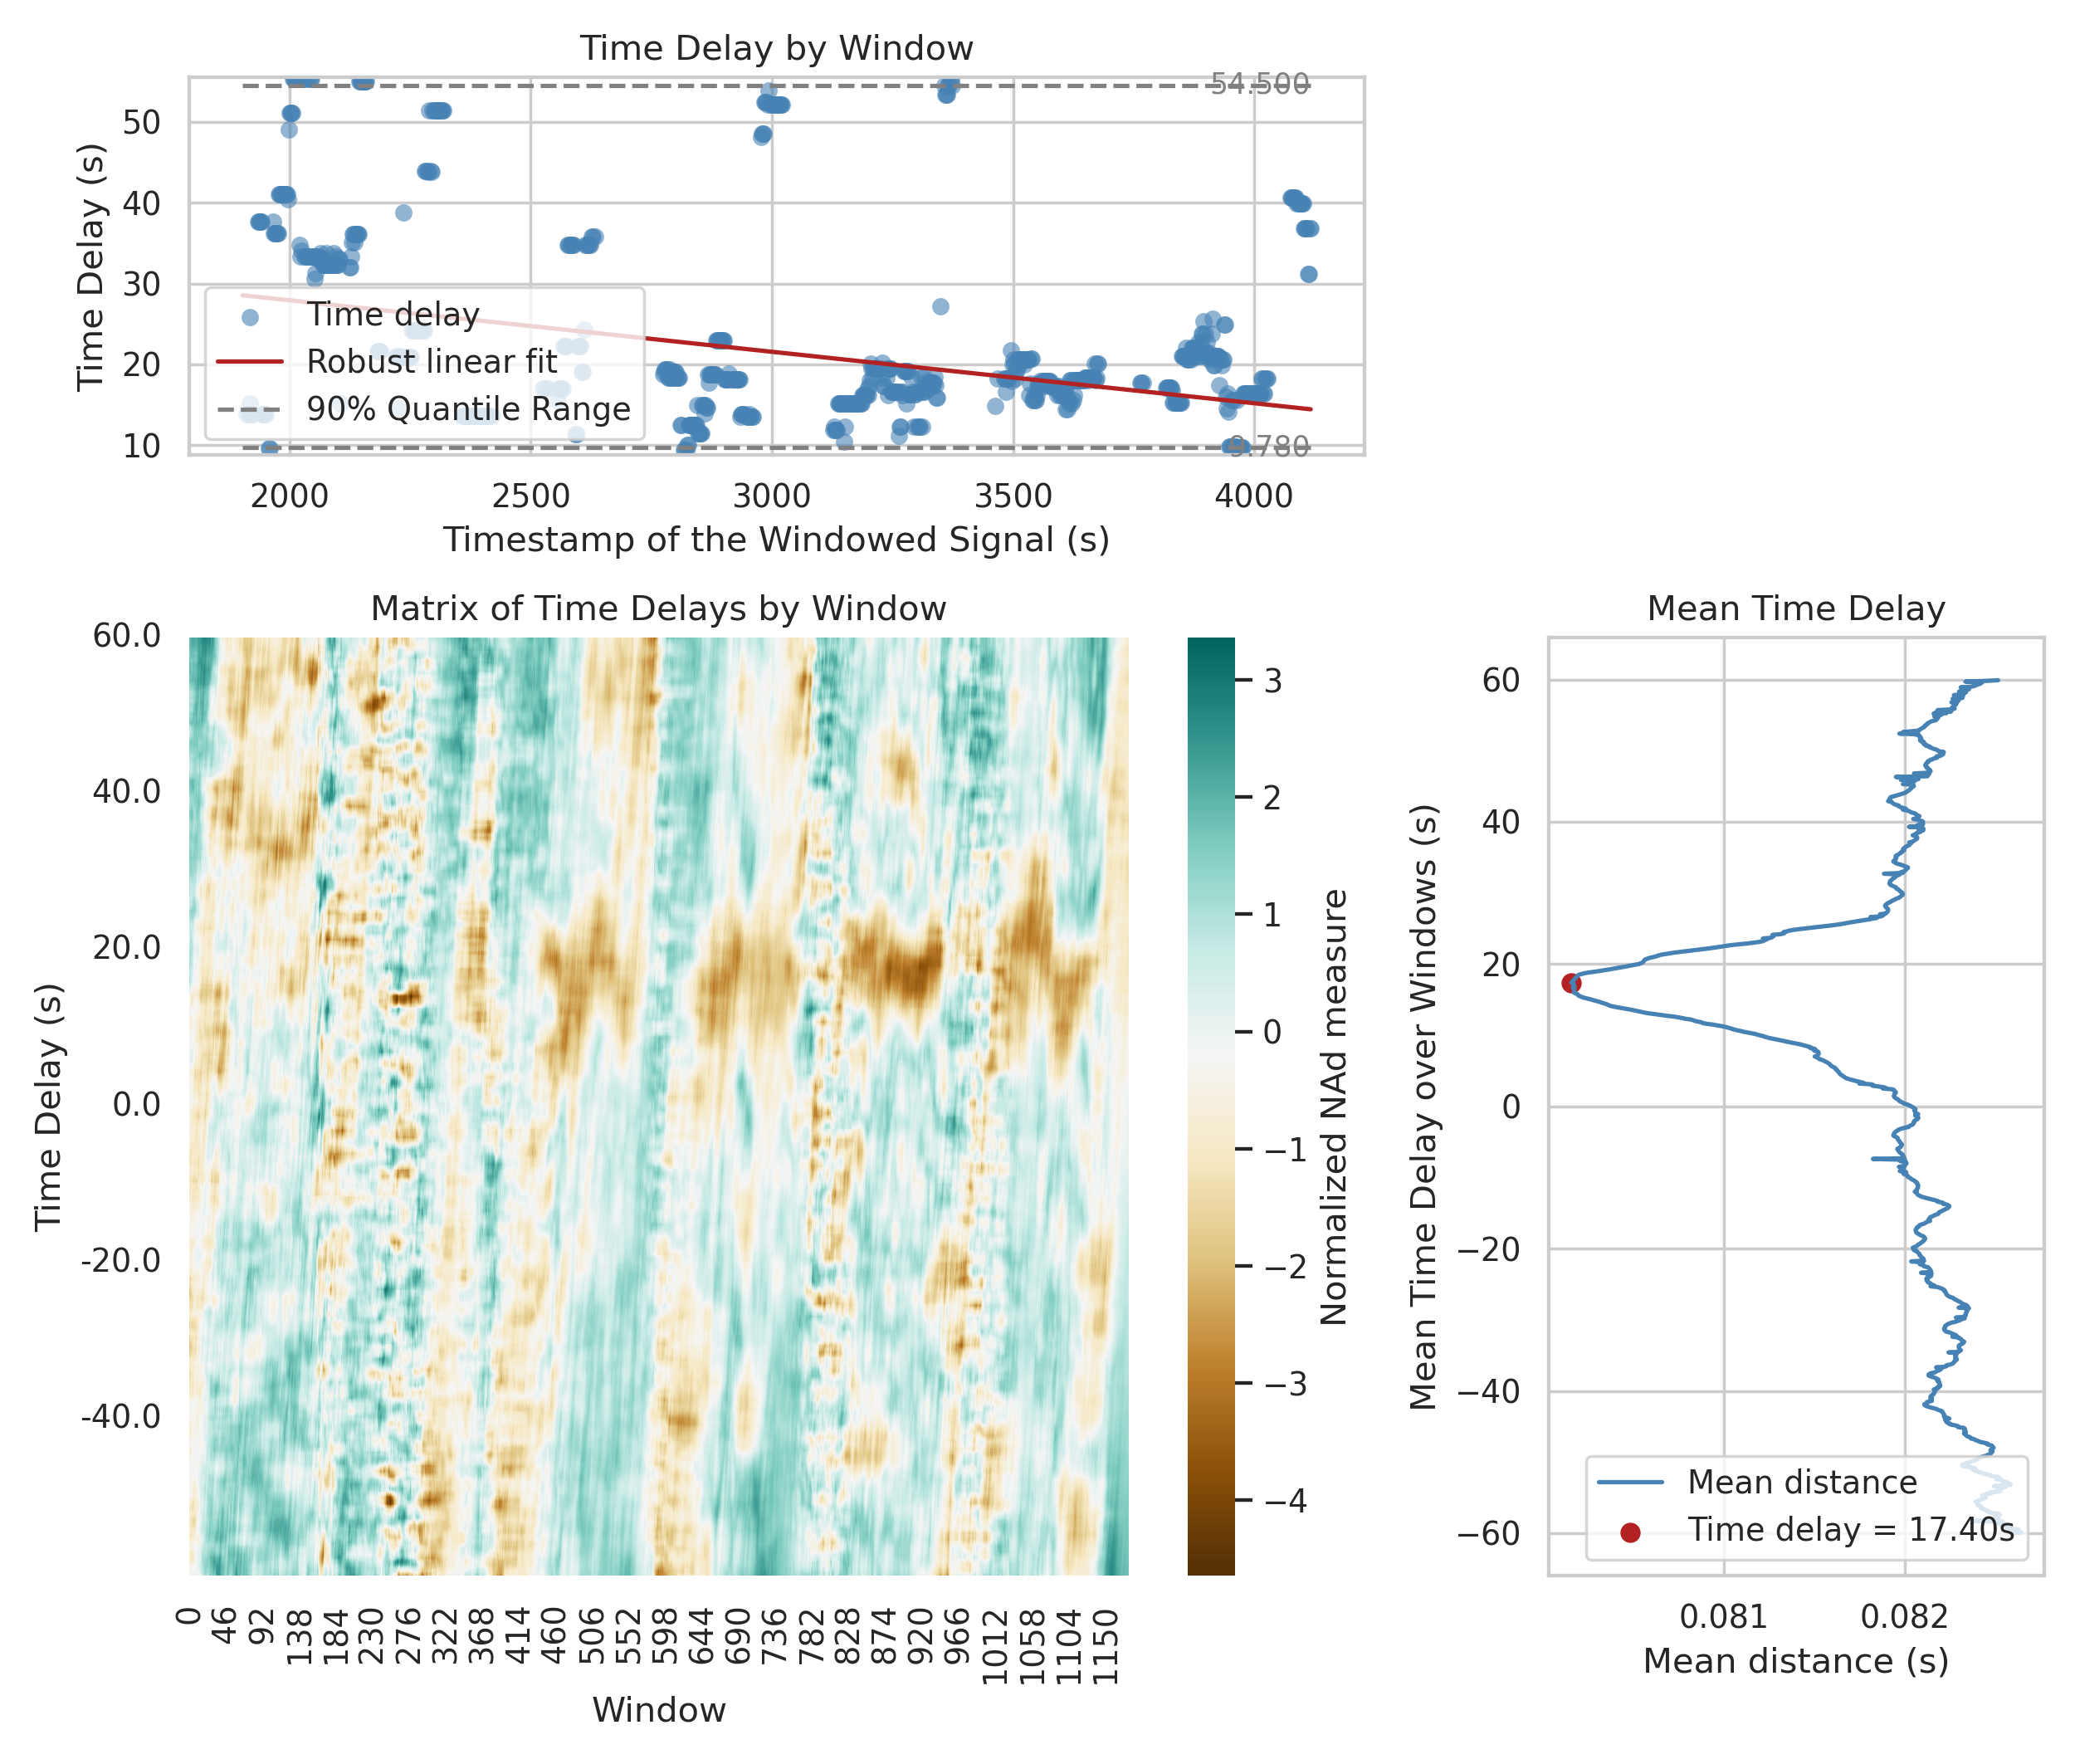 Time Delay by Window
Time Delay (s)
50
40
30
20
10
54.500
9.780
Time delay
Robust linear fit
90% Quantile Range
2000 2500 3000 3500 4000
Timestamp of the Windowed Signal (s)
Matrix of Time Delays by Window
Time Delay (s)
60.0
40.0
20.0
0.0
-20.0
-40.0
0 46 92 138 184 230 276 322 368 414 460 506 552 598 644 690 736 782 828 874 920 966 1012 1058 1104 1150
Window
3
2
1
0
−1
−2
−3
−4
Normalized NAd measure
Mean Time Delay
Mean Time Delay over Windows (s)
60
40
20
0
−20
−40
−60
Mean distance
Time delay = 17.40s
0.081 0.082
Mean distance (s)